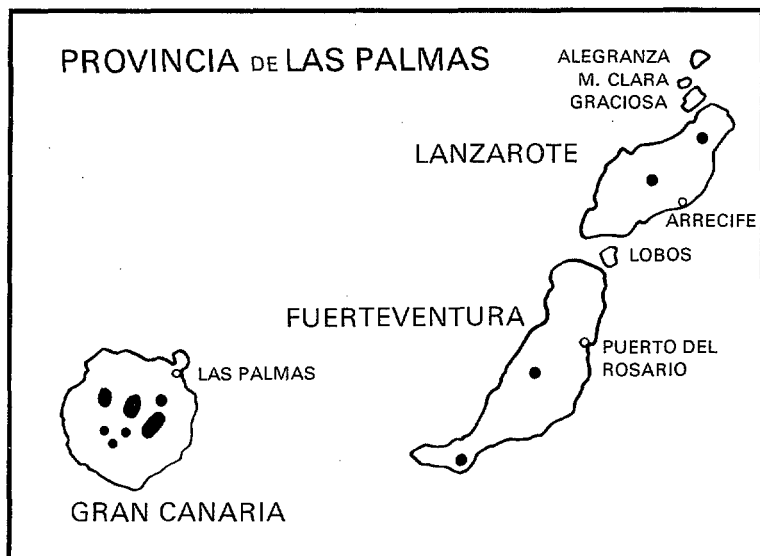 PROVINCIA DE LAS PALMAS
ALEGRANZA
M. CLARA
GRACIOSA
LANZAROTE
ARRECIFE
LOBOS
FUERTEVENTURA
PUERTO DEL
ROSARIO
LAS PALMAS
GRAN CANARIA